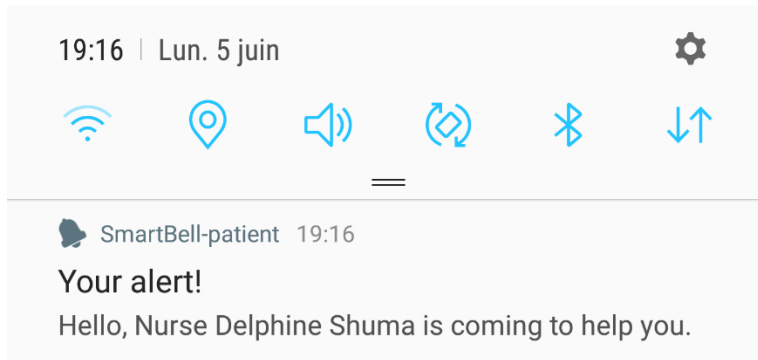 19:16 | Lun. 5 juin
SmartBell-patient 19:16
Your alert!
Hello, Nurse Delphine Shuma is coming to help you.